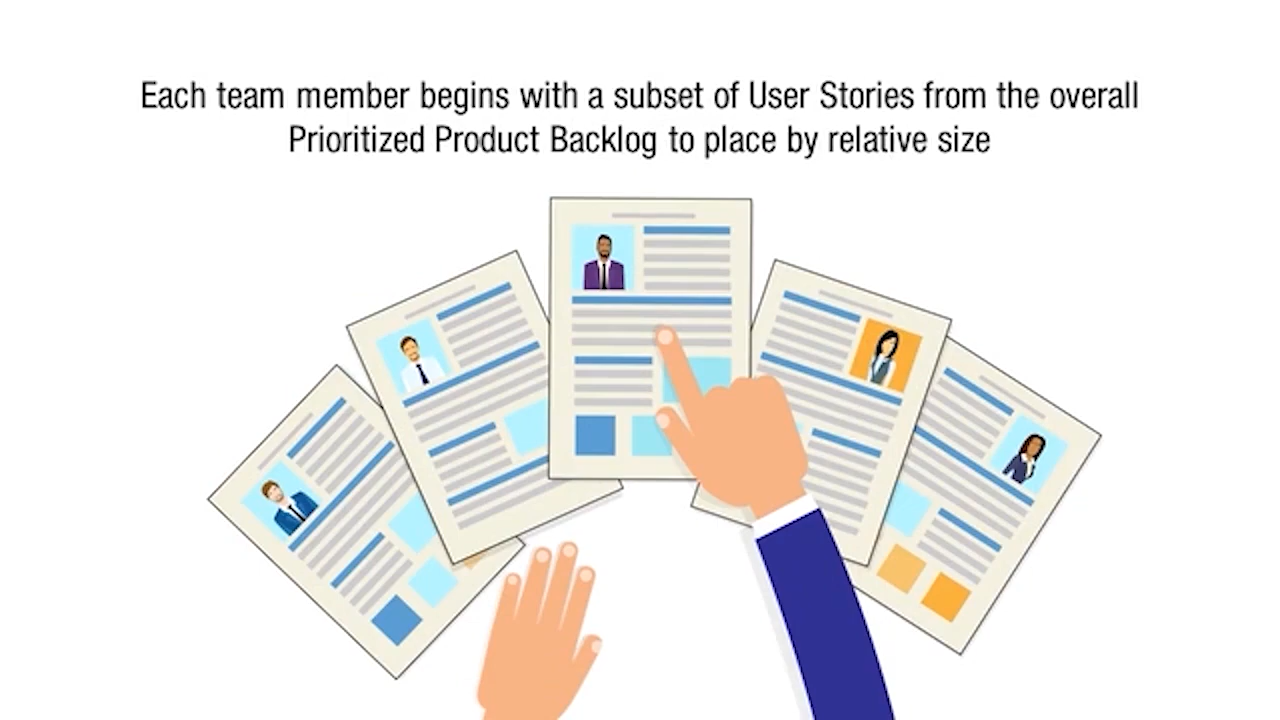 Each team member begins with a subset of User Stories from the overall
Prioritized Product Backlog to place by relative size